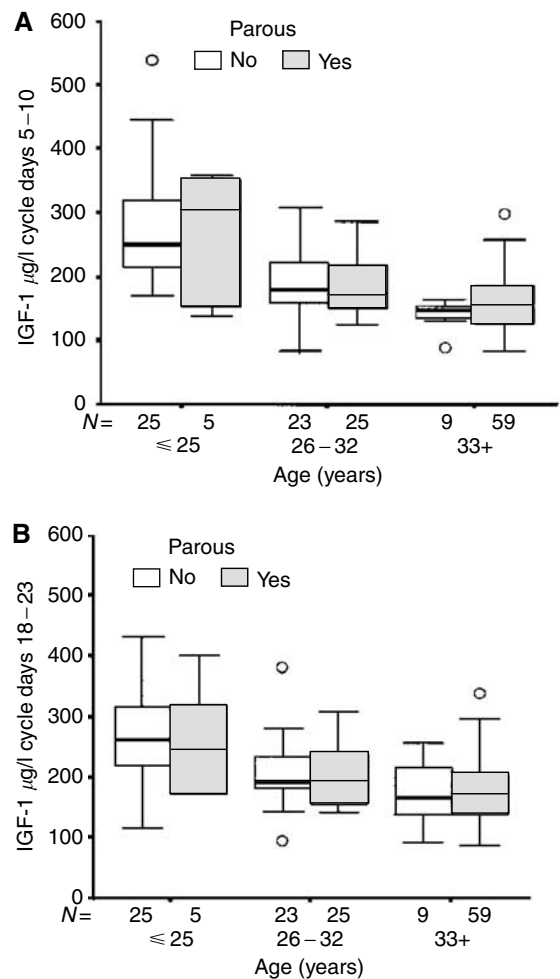 A
Parous
No Yes
IGF-1 μg/l cycle days 5–10
600
500
400
300
200
100
0
N= 25 5 23 25 9 59
⩽ 25 26–32 33+
Age (years)
B
Parous
No Yes
IGF-1 μg/l cycle days 18–23
600
500
400
300
200
100
0
N= 25 5 23 25 9 59
⩽ 25 26–32 33+
Age (years)